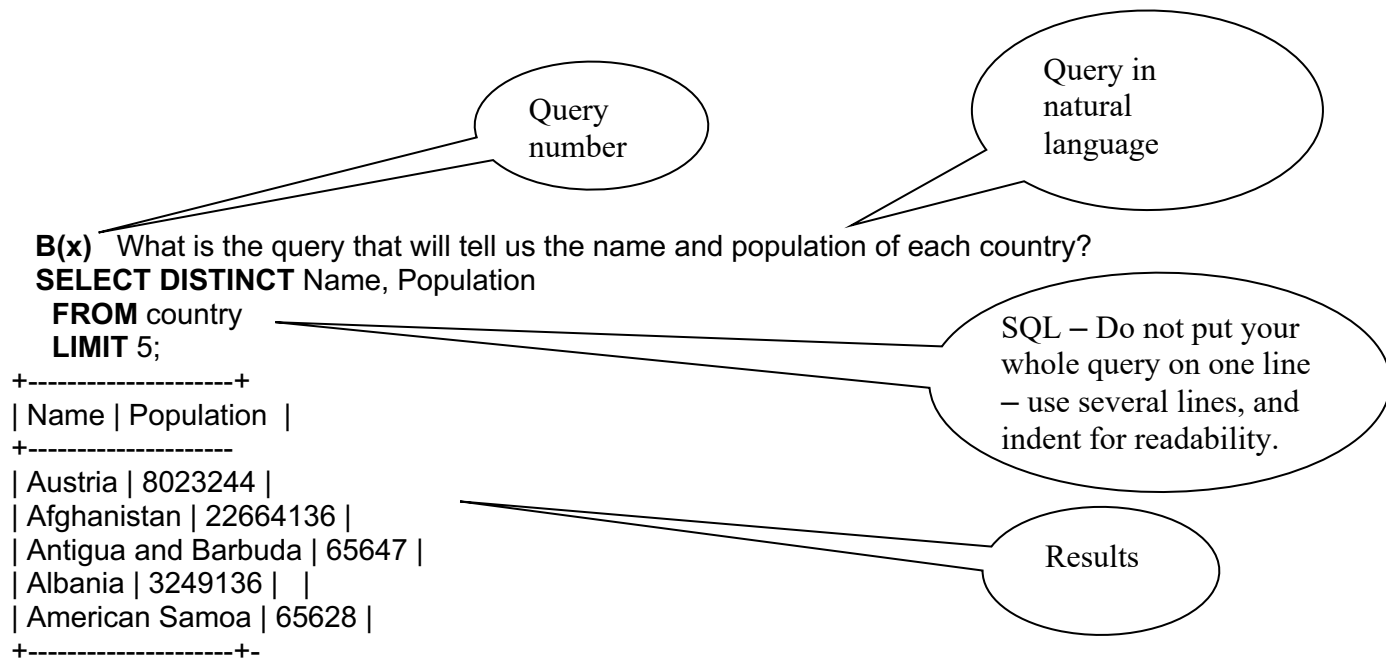 Query
number
Query in
natural
language
B(x) What is the query that will tell us the name and population of each country?
SELECT DISTINCT Name, Population
FROM country
LIMIT 5;
SQL – Do not put your
whole query on one line
– use several lines, and
indent for readability.
+---------------------+
| Name | Population |
+---------------------
| Austria | 8023244 |
| Afghanistan | 22664136 |
| Antigua and Barbuda | 65647 |
| Albania | 3249136 | |
| American Samoa | 65628 |
+---------------------+-
Results